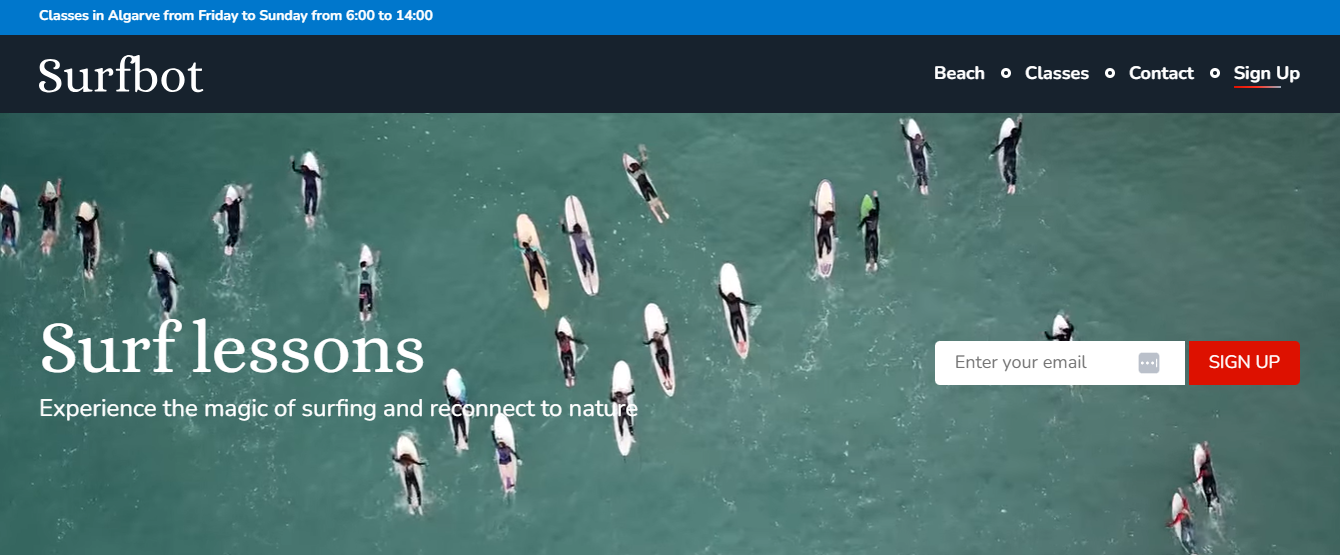 Classes in Algarve from Friday to Sunday from 6:00 to 14:00
Surfbot
Beach Classes Contact Sign Up
Surf lessons
Enter your email SIGN UP
Experience the magic of surfing and reconnect to nature